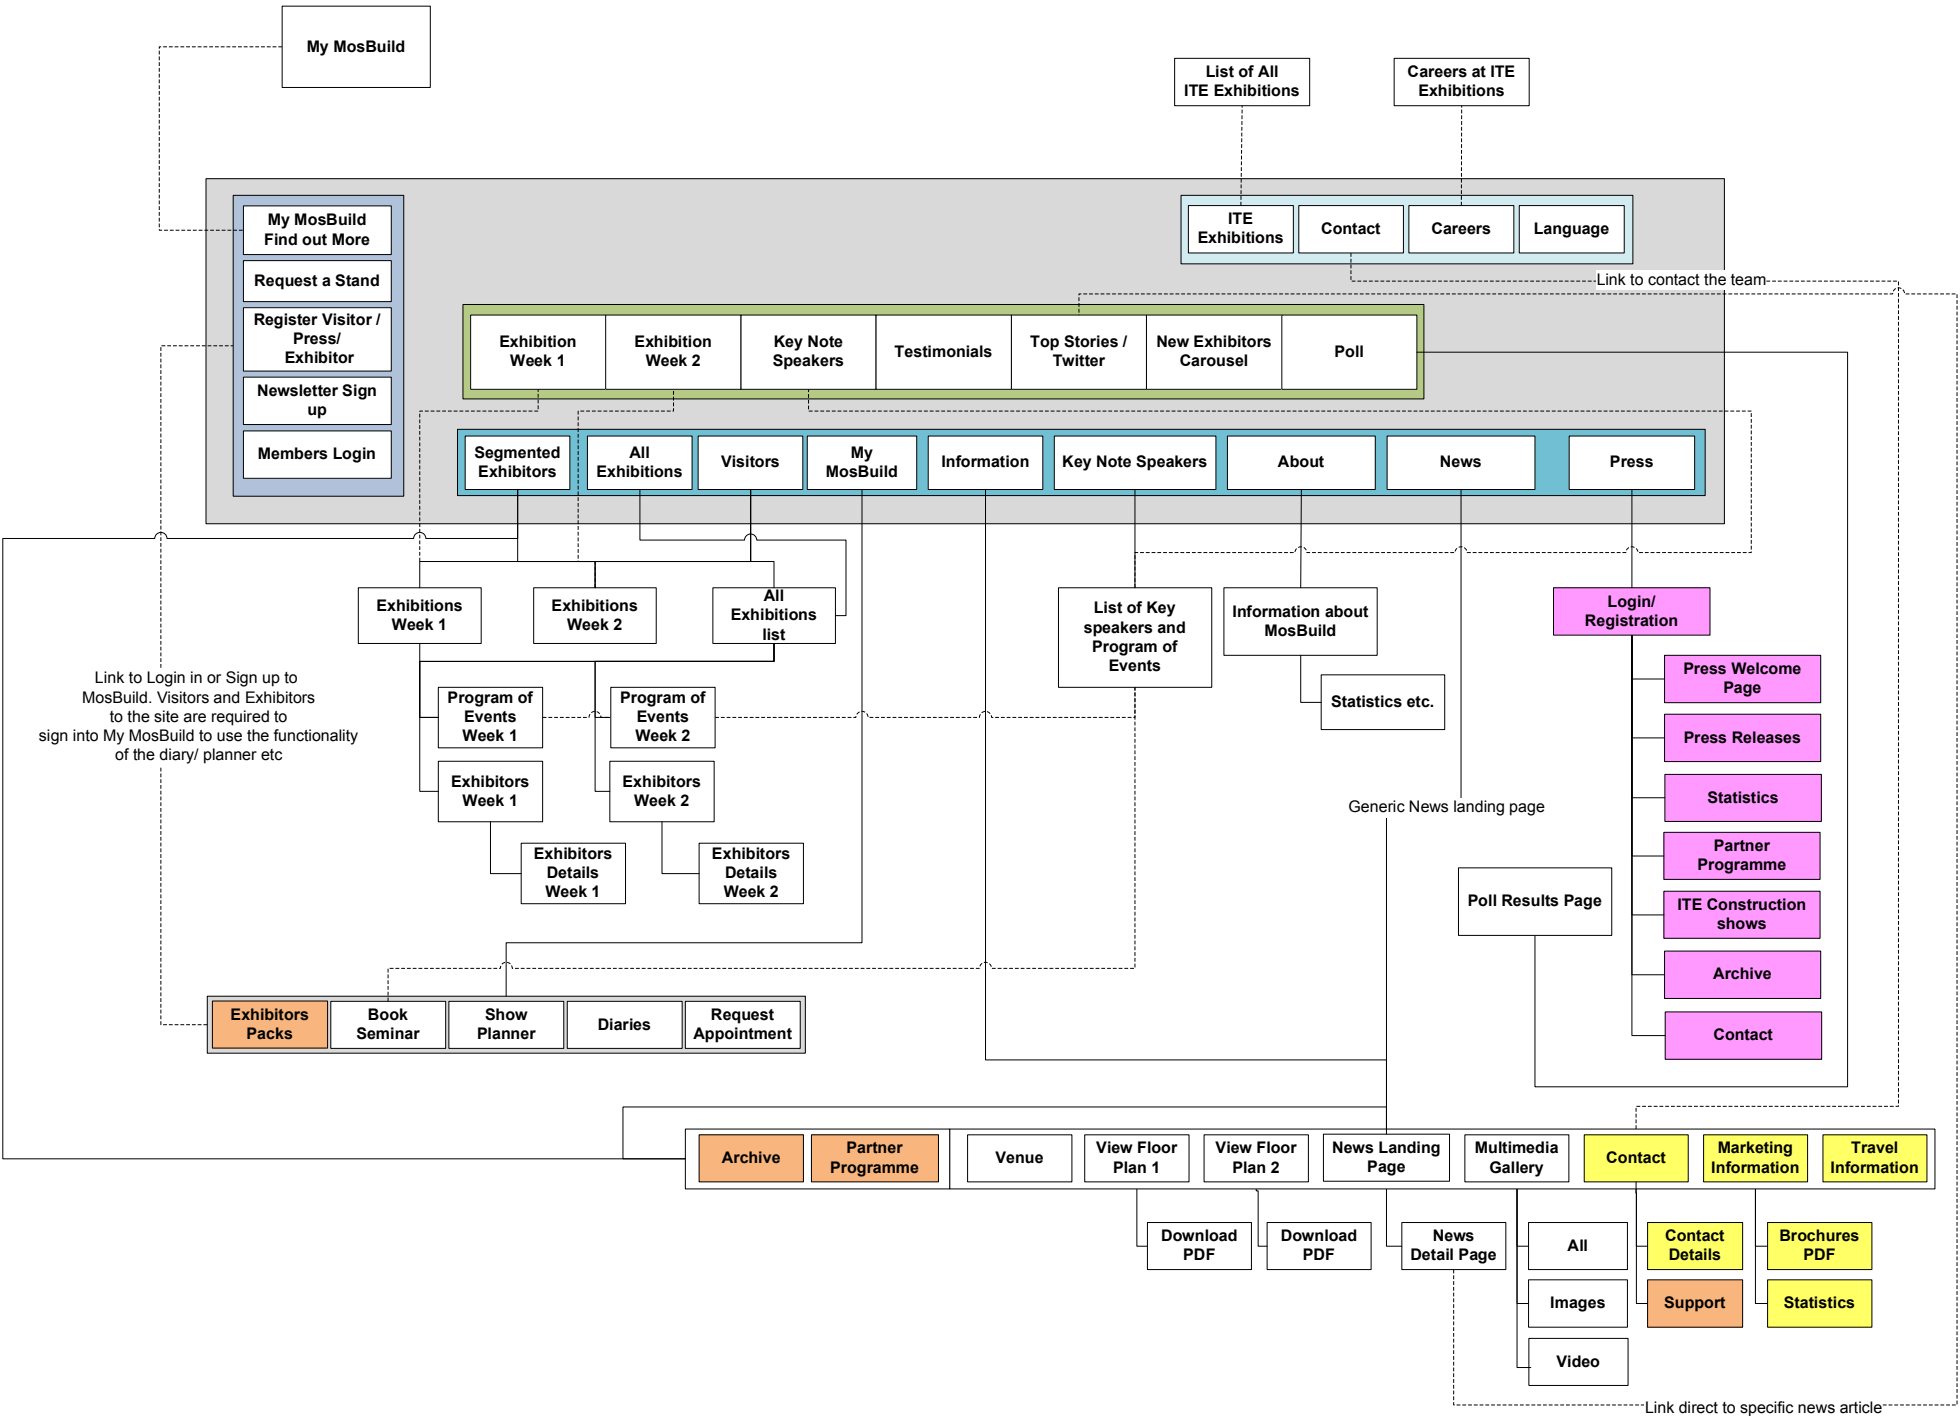 My MosBuild
List of All
ITE Exhibitions
Careers at ITE
Exhibitions
My MosBuild
Find out More
Request a Stand
Register Visitor /
Press/
Exhibitor
Newsletter Sign
up
Members Login
ITE
Exhibitions
Contact
Careers
Language
Link to contact the team
Exhibition
Week 1
Exhibition
Week 2
Key Note
Speakers
Testimonials
Top Stories /
Twitter
New Exhibitors
Carousel
Poll
Segmented
Exhibitors
All
Exhibitions
Visitors
My
MosBuild
Information
Key Note Speakers
About
News
Press
Exhibitions
Week 1
Exhibitions
Week 2
All
Exhibitions
list
List of Key
speakers and
Program of
Events
Information about
MosBuild
Statistics etc.
Login/
Registration
Press Welcome
Page
Press Releases
Statistics
Partner
Programme
ITE Construction
shows
Archive
Contact
Link to Login in or Sign up to
MosBuild. Visitors and Exhibitors
to the site are required to
sign into My MosBuild to use the functionality
of the diary/ planner etc
Program of
Events
Week 1
Program of
Events
Week 2
Exhibitors
Week 1
Exhibitors
Week 2
Exhibitors
Details
Week 1
Exhibitors
Details
Week 2
Generic News landing page
Poll Results Page
Exhibitors
Packs
Book
Seminar
Show
Planner
Diaries
Request
Appointment
Archive
Partner
Programme
Venue
View Floor
Plan 1
View Floor
Plan 2
News Landing
Page
Multimedia
Gallery
Contact
Marketing
Information
Travel
Information
Download
PDF
Download
PDF
News
Detail Page
All
Images
Video
Contact
Details
Support
Brochures
PDF
Statistics
Link direct to specific news article